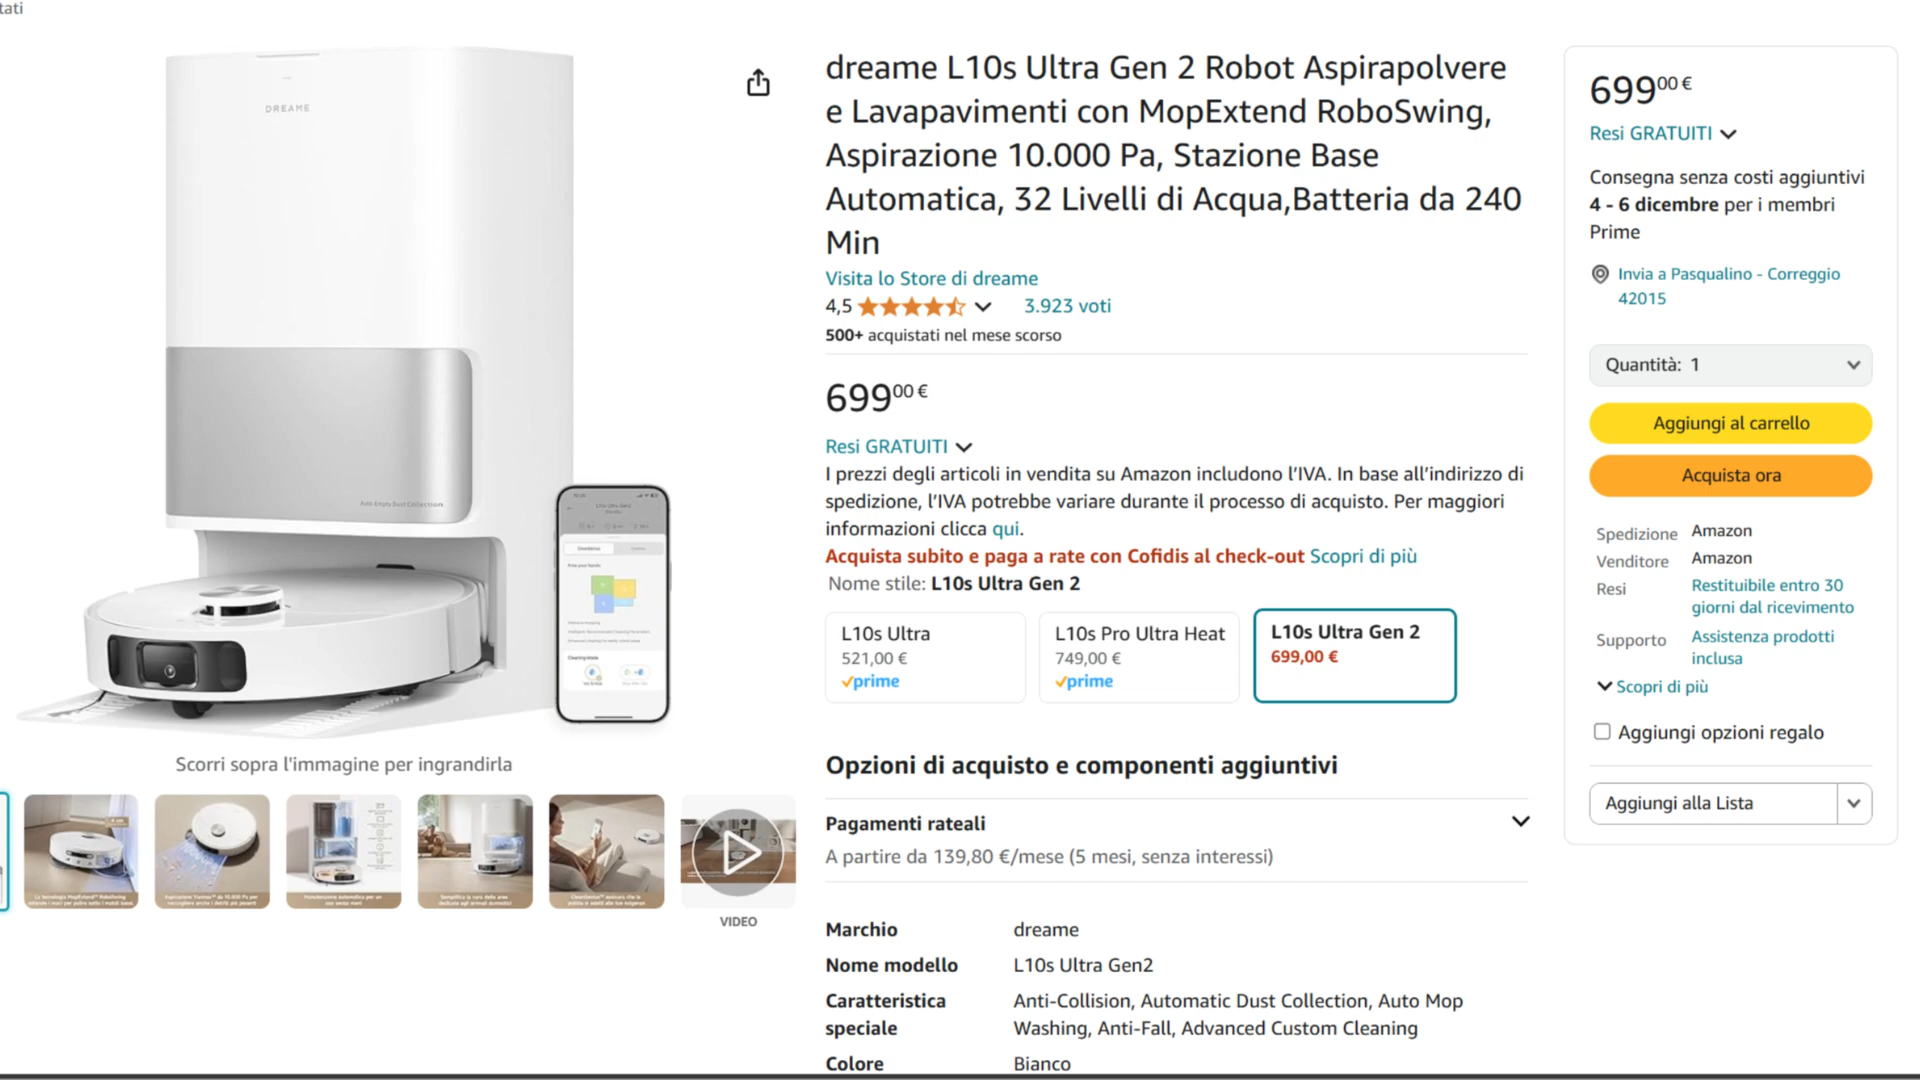 tati
DREAME
Auto-Empty Dust Collection
Scorri sopra l'immagine per ingrandirla
VIDEO
dreame L10s Ultra Gen 2 Robot Aspirapolvere
e Lavapavimenti con MopExtend RoboSwing,
Aspirazione 10.000 Pa, Stazione Base
Automatica, 32 Livelli di Acqua,Batteria da 240
Min
Visita lo Store di dreame
4,5
3.923 voti
500+ acquistati nel mese scorso
699 00 €
Resi GRATUITI
I prezzi degli articoli in vendita su Amazon includono l’IVA. In base all’indirizzo di
spedizione, l’IVA potrebbe variare durante il processo di acquisto. Per maggiori
informazioni clicca qui.
Acquista subito e paga a rate con Cofidis al check-out Scopri di più
Nome stile: L10s Ultra Gen 2
L10s Ultra
521,00 €
prime
L10s Pro Ultra Heat
749,00 €
prime
L10s Ultra Gen 2
699,00 €
Opzioni di acquisto e componenti aggiuntivi
Pagamenti rateali
A partire da 139,80 €/mese (5 mesi, senza interessi)
Marchio dreame
Nome modello L10s Ultra Gen2
Caratteristica speciale Anti-Collision, Automatic Dust Collection, Auto Mop
Washing, Anti-Fall, Advanced Custom Cleaning
Colore Bianco
699 00 €
Resi GRATUITI
Consegna senza costi aggiuntivi
4 - 6 dicembre per i membri
Prime
Invia a Pasqualino - Correggio
42015
Quantità: 1
Aggiungi al carrello
Acquista ora
Spedizione Amazon
Venditore Amazon
Resi Restituibile entro 30
giorni dal ricevimento
Supporto Assistenza prodotti
inclusa
Scopri di più
Aggiungi opzioni regalo
Aggiungi alla Lista